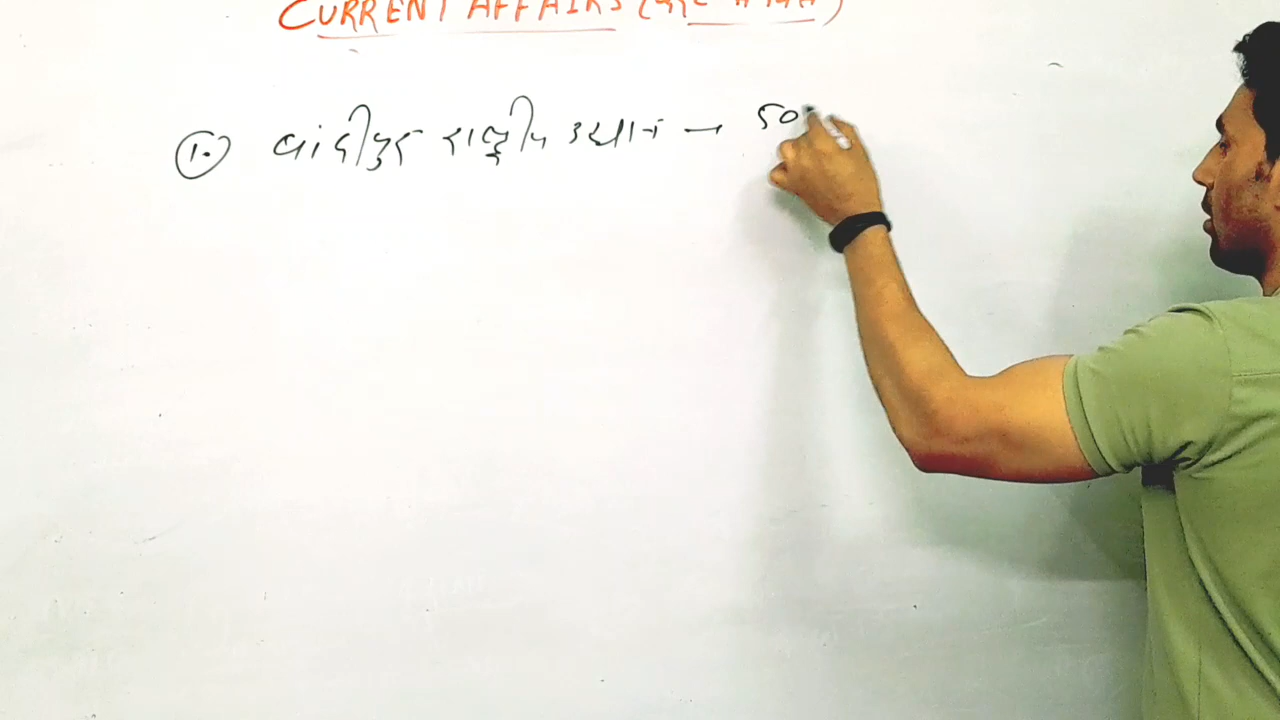 CURRENT AFFAIRS (
1. बांदीपुर राष्ट्रीय उद्यान → 50